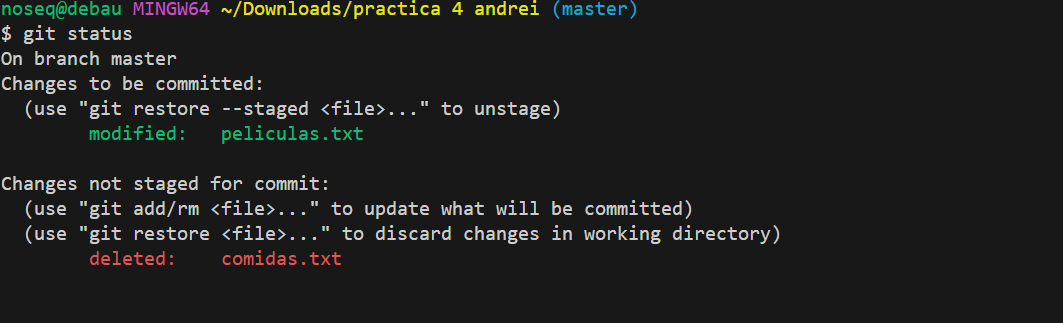 noseq@debau MINGW64 ~/Downloads/practica 4 andrei (master)
$ git status
On branch master
Changes to be committed:
  (use "git restore --staged <file>..." to unstage)
        modified:   peliculas.txt

Changes not staged for commit:
  (use "git add/rm <file>..." to update what will be committed)
  (use "git restore <file>..." to discard changes in working directory)
        deleted:    comidas.txt